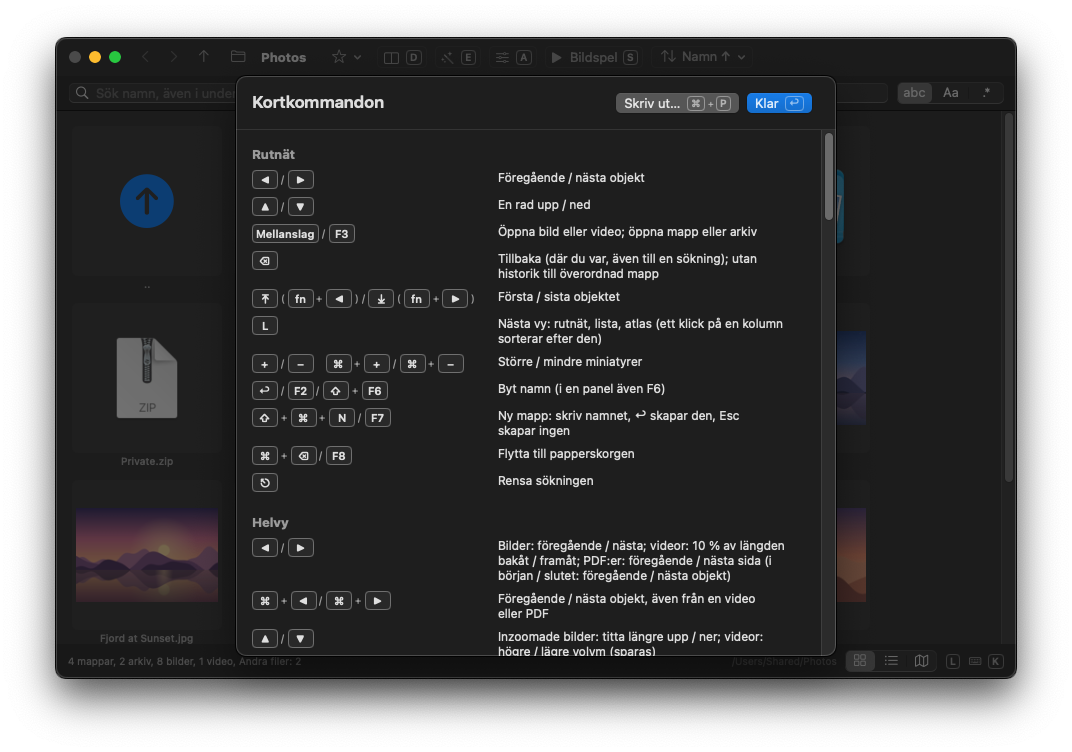 Photos
D
E
A
Bildspel S
Namn ↑
Sök namn, även i under
abc
Aa
.*
Kortkommandon
Skriv ut... ⌘ + P
Klar ↩
Rutnät
◀ / ▶ Föregående / nästa objekt
▲ / ▼ En rad upp / ned
Mellanslag / F3 Öppna bild eller video; öppna mapp eller arkiv
⌫ Tillbaka (där du var, även till en sökning); utan
historik till överordnad mapp
⤒ ( fn + ◀ ) / ⤓ ( fn + ▶ ) Första / sista objektet
L Nästa vy: rutnät, lista, atlas (ett klick på en kolumn
sorterar efter den)
+ / − ⌘ + + / ⌘ + − Större / mindre miniatyrer
↩ / F2 / ⇧ + F6 Byt namn (i en panel även F6)
⇧ + ⌘ + N / F7 Ny mapp: skriv namnet, ↩ skapar den, Esc
skapar ingen
⌘ + ⌫ / F8 Flytta till papperskorgen
⎋ Rensa sökningen
Helvy
◀ / ▶ Bilder: föregående / nästa; videor: 10 % av längden
bakåt / framåt; PDF:er: föregående / nästa sida (i
början / slutet: föregående / nästa objekt)
⌘ + ◀ / ⌘ + ▶ Föregående / nästa objekt, även från en video
eller PDF
▲ / ▼ Inzoomade bilder: titta längre upp / ner; videor:
högre / lägre volym (sparas)
..
ZIP
Private.zip
Fjord at Sunset.jpg
4 mappar, 2 arkiv, 8 bilder, 1 video, Andra filer: 2
/Users/Shared/Photos
L
K